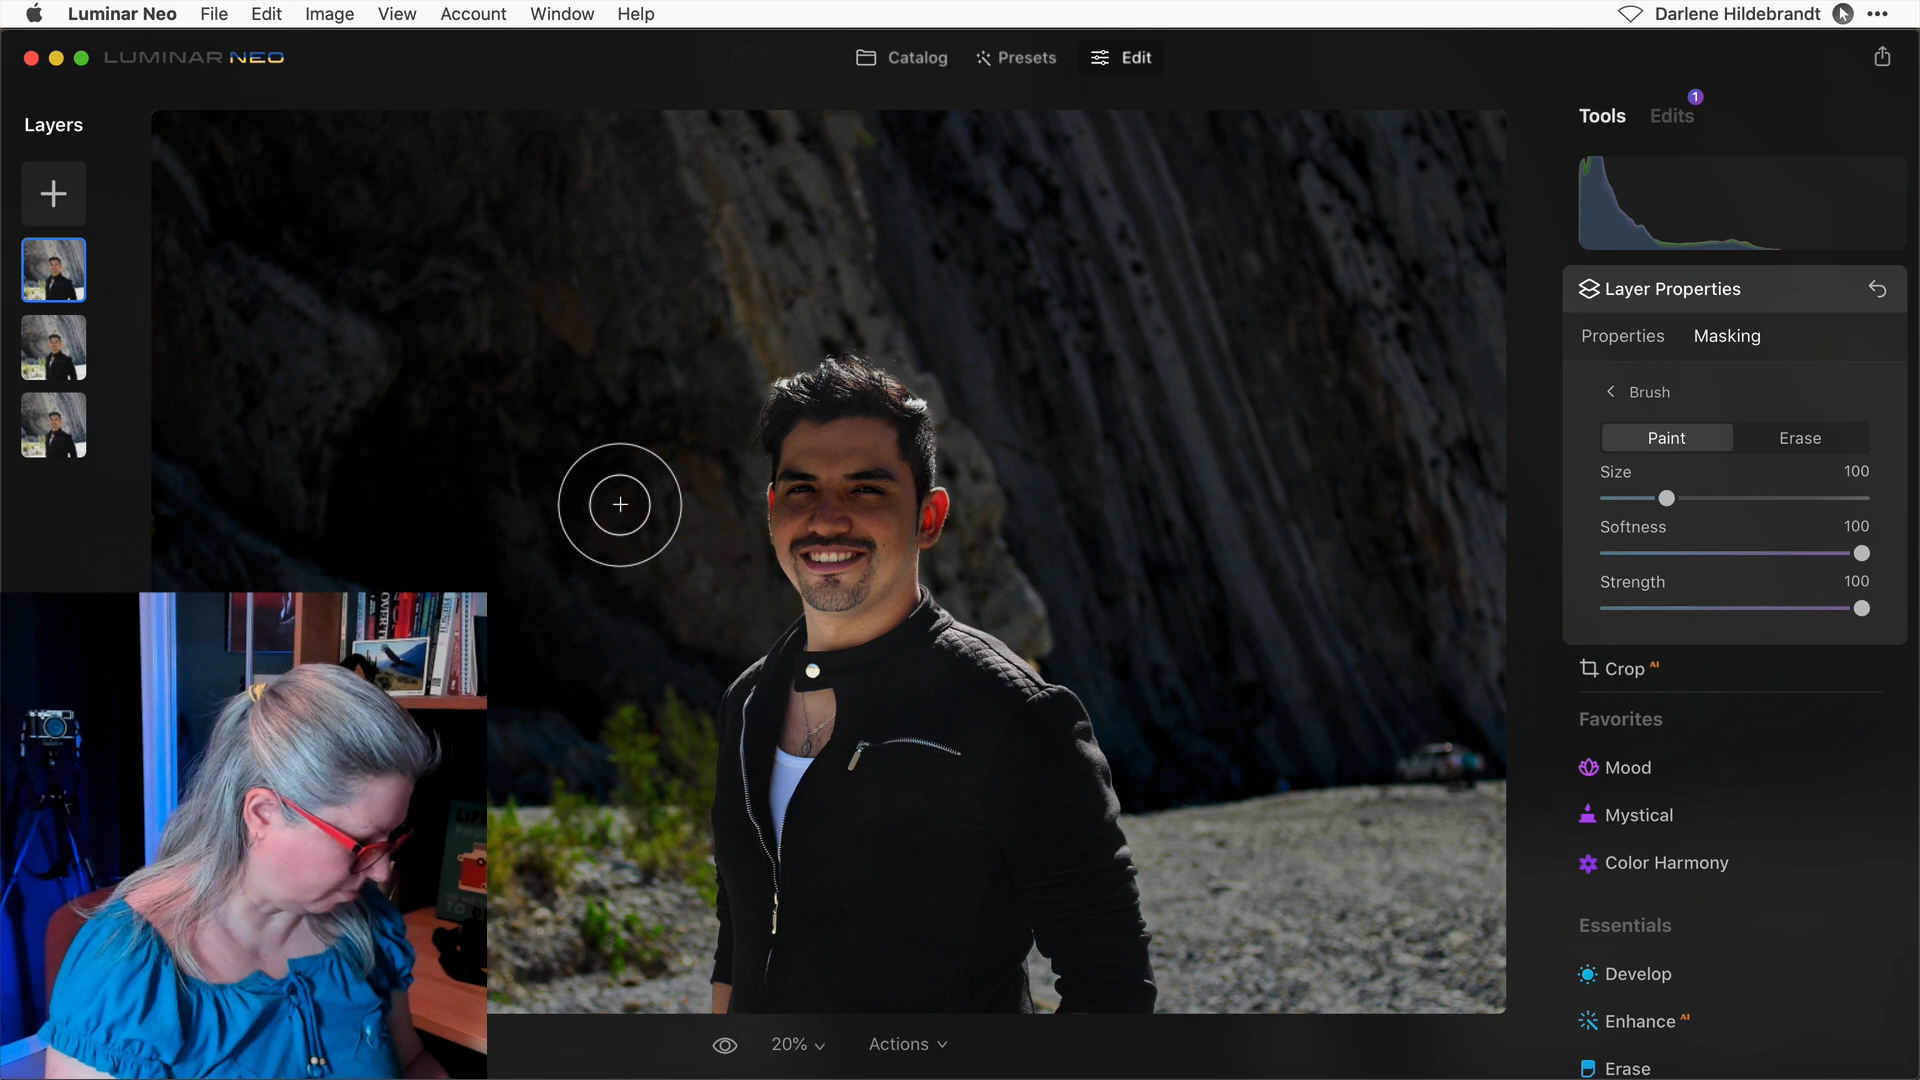 Luminar Neo File Edit Image View Account Window Help Darlene Hildebrandt
LUMINAR NEO Catalog Presets Edit
Layers
1
Tools Edits
Layer Properties
Properties Masking
Brush
Paint Erase
Size 100
Softness 100
Strength 100
Crop AI
Favorites
Mood
Mystical
Color Harmony
Essentials
Develop
Enhance AI
Erase
20% Actions